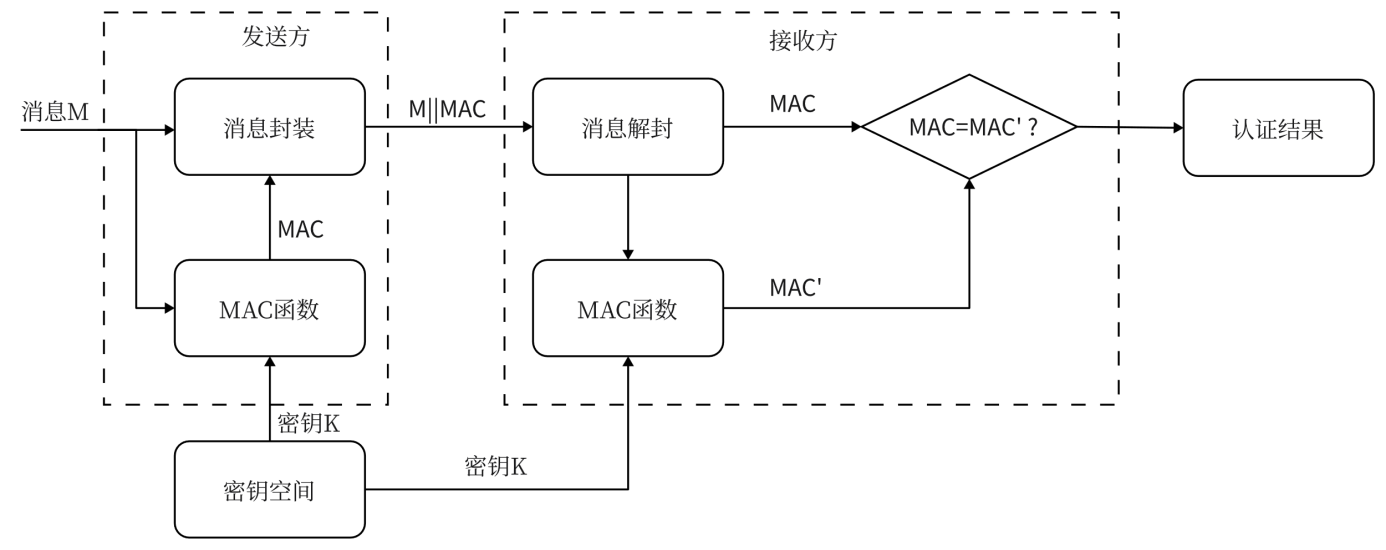 发送方
接收方
消息M
消息封装
M||MAC
消息解封
MAC
MAC=MAC' ?
认证结果
MAC
MAC函数
MAC函数
MAC'
密钥K
密钥K
密钥空间